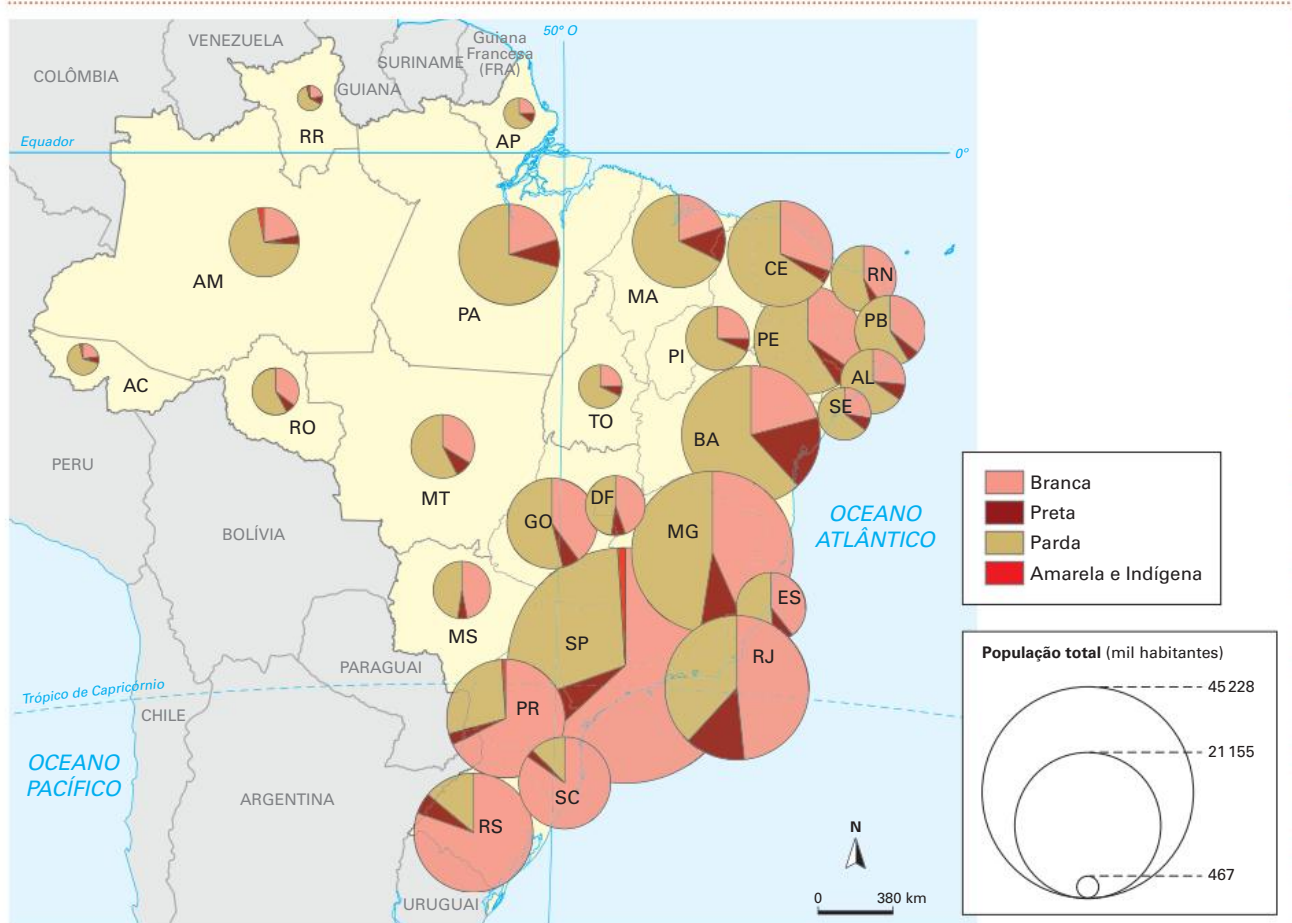 50° O
VENEZUELA
Guiana
Francesa
(FRA)
SURINAME
COLÔMBIA
GUIANA
RR
AP
Equador
0°
AM
PA
MA
CE
RN
PI
PE
PB
AC
RO
TO
AL
SE
BA
PERU
MT
DF
GO
MG
BOLÍVIA
OCEANO
ATLÂNTICO
Branca
Preta
Parda
Amarela e Indígena
MS
ES
SP
RJ
PARAGUAI
Trópico de Capricórnio
CHILE
PR
OCEANO
PACÍFICO
ARGENTINA
SC
RS
URUGUAI
N
0 380 km
População total (mil habitantes)
45 228
21 155
467